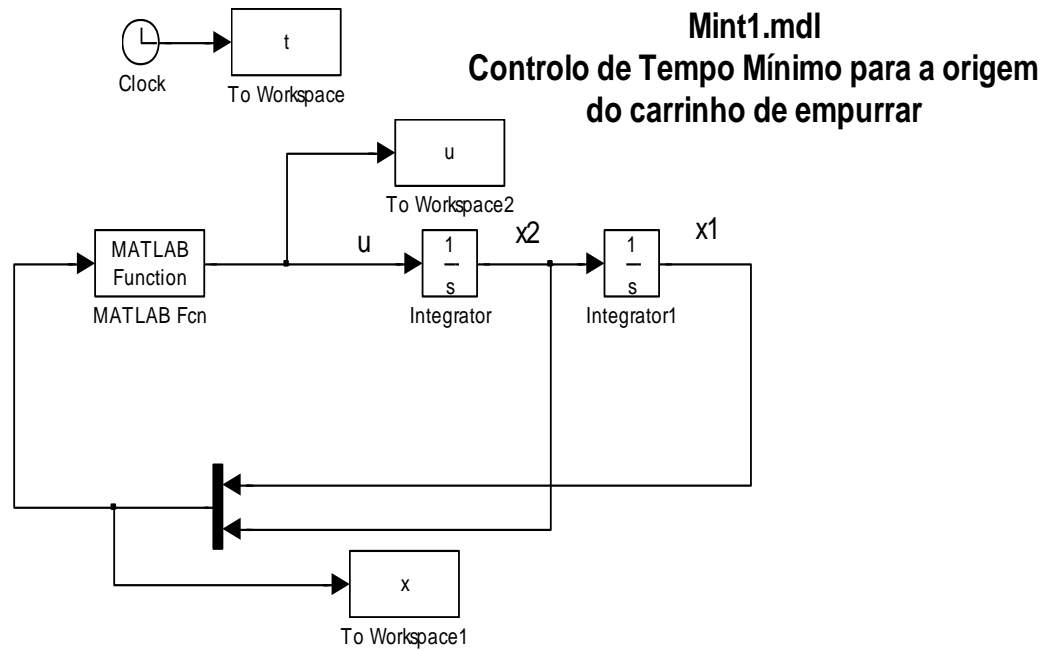 Mint1.mdl
Controlo de Tempo Mínimo para a origem
do carrinho de empurrar
t
Clock
To Workspace
u
To Workspace2
MATLAB
Function
MATLAB Fcn
u
1
s
Integrator
x2
1
s
Integrator1
x1
x
To Workspace1